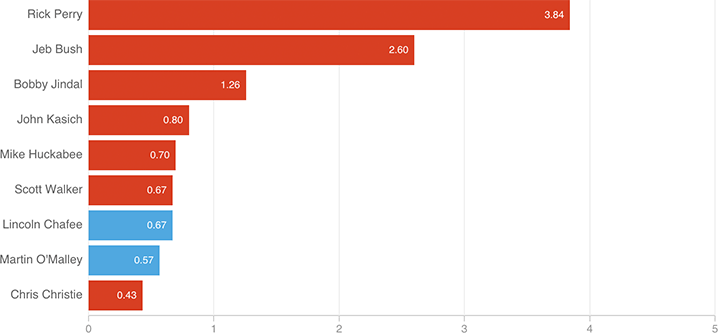 Rick Perry 3.84
Jeb Bush 2.60
Bobby Jindal 1.26
John Kasich 0.80
Mike Huckabee 0.70
Scott Walker 0.67
Lincoln Chafee 0.67
Martin O'Malley 0.57
Chris Christie 0.43
0 1 2 3 4 5